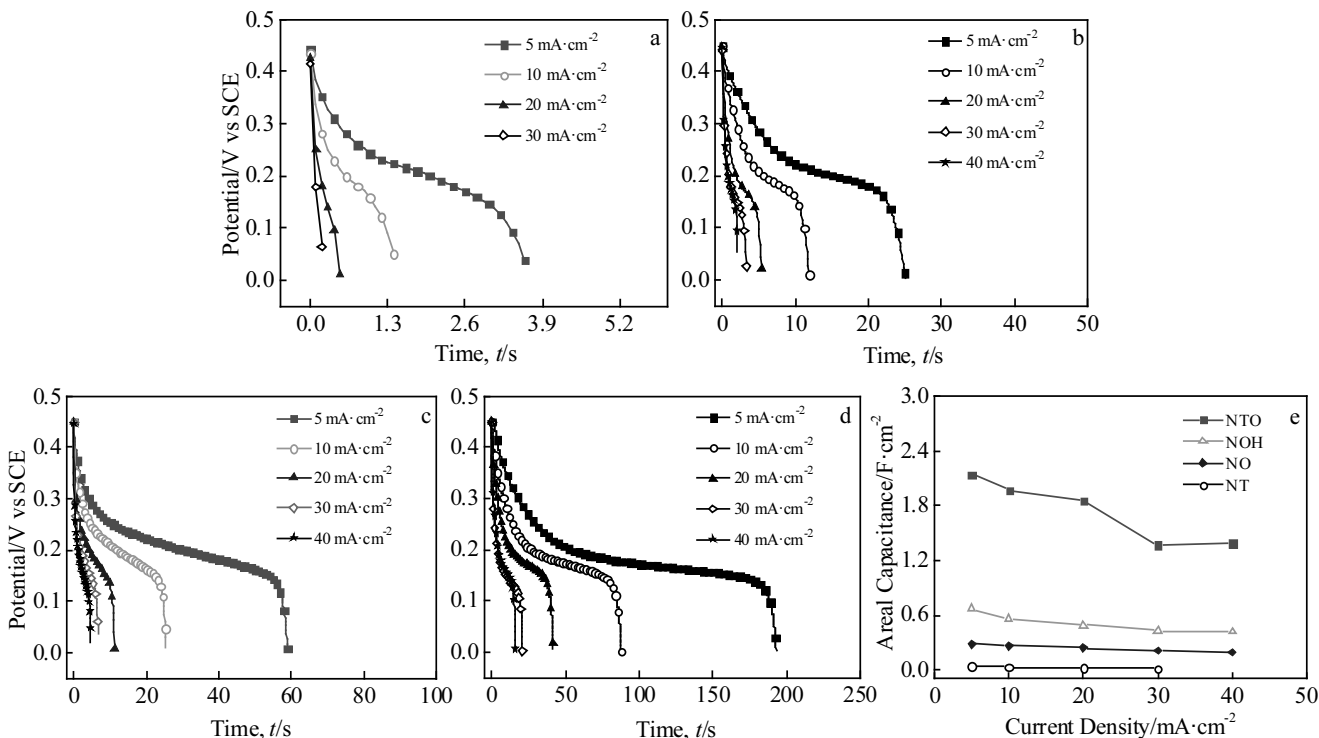 0.5
0.4
0.3
0.2
0.1
0.0
Potential/V vs SCE
a
5 mA·cm⁻²
10 mA·cm⁻²
20 mA·cm⁻²
30 mA·cm⁻²
0.0 1.3 2.6 3.9 5.2
Time, t/s
0.5
0.4
0.3
0.2
0.1
0.0
b
5 mA·cm⁻²
10 mA·cm⁻²
20 mA·cm⁻²
30 mA·cm⁻²
40 mA·cm⁻²
0 10 20 30 40 50
Time, t/s
0.5
0.4
0.3
0.2
0.1
0.0
Potential/V vs SCE
c
5 mA·cm⁻²
10 mA·cm⁻²
20 mA·cm⁻²
30 mA·cm⁻²
40 mA·cm⁻²
0 20 40 60 80 100
Time, t/s
0.5
0.4
0.3
0.2
0.1
0.0
d
5 mA·cm⁻²
10 mA·cm⁻²
20 mA·cm⁻²
30 mA·cm⁻²
40 mA·cm⁻²
0 50 100 150 200 250
Time, t/s
3.0
2.4
1.8
1.2
0.6
0.0
Areal Capacitance/F·cm⁻²
e
NTO
NOH
NO
NT
0 10 20 30 40 50
Current Density/mA·cm⁻²